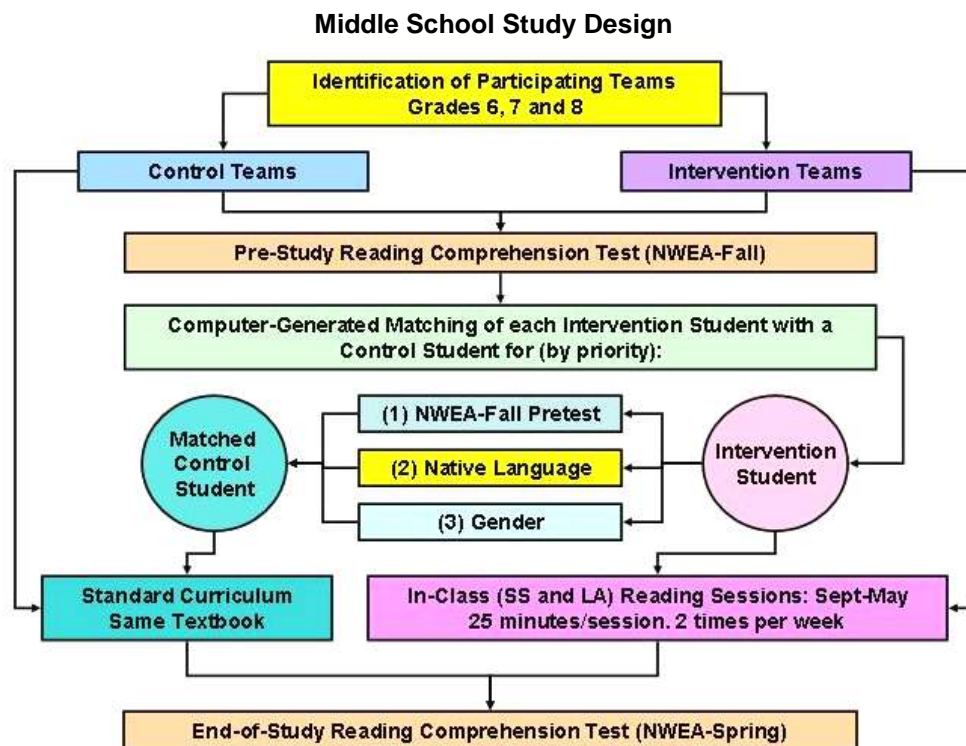 Middle School Study Design
Identification of Participating Teams
Grades 6, 7 and 8
Control Teams
Intervention Teams
Pre-Study Reading Comprehension Test (NWEA-Fall)
Computer-Generated Matching of each Intervention Student with a
Control Student for (by priority):
Matched
Control
Student
(1) NWEA-Fall Pretest
(2) Native Language
(3) Gender
Intervention
Student
Standard Curriculum
Same Textbook
In-Class (SS and LA) Reading Sessions: Sept-May
25 minutes/session. 2 times per week
End-of-Study Reading Comprehension Test (NWEA-Spring)